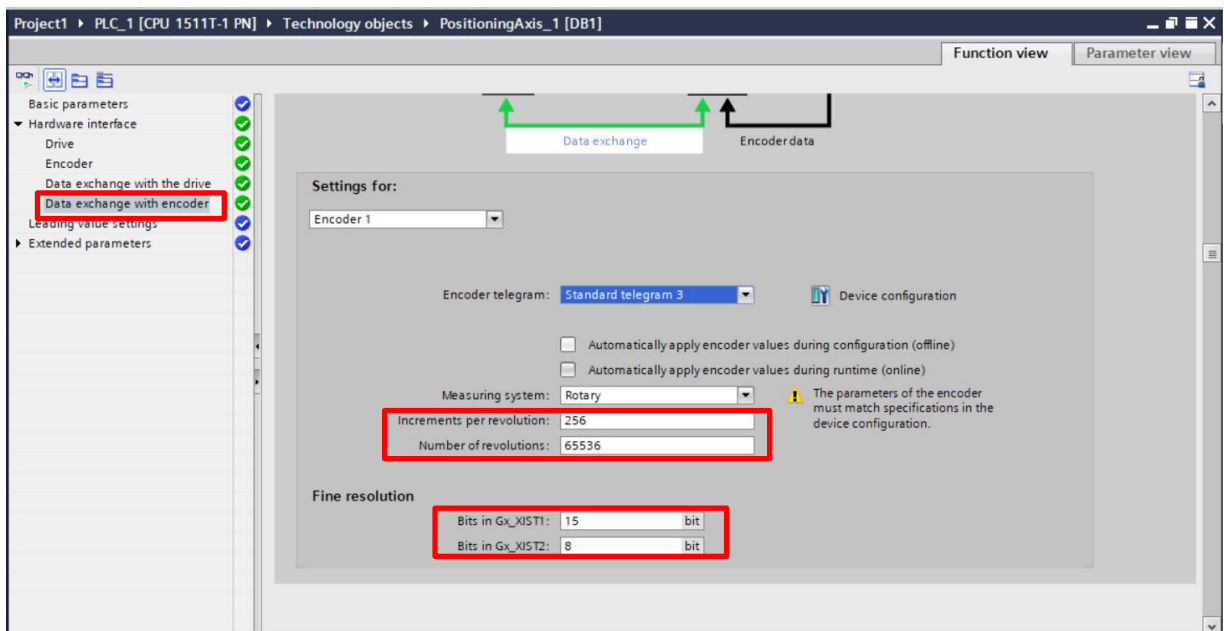 Project1 ▸ PLC_1 [CPU 1511T-1 PN] ▸ Technology objects ▸ PositioningAxis_1 [DB1]
Function view
Parameter view
Basic parameters
Hardware interface
Drive
Encoder
Data exchange with the drive
Data exchange with encoder
Leading value settings
Extended parameters
Data exchange
Encoder data
Settings for:
Encoder 1
Encoder telegram: Standard telegram 3
Device configuration
Automatically apply encoder values during configuration (offline)
Automatically apply encoder values during runtime (online)
Measuring system: Rotary
The parameters of the encoder
must match specifications in the
device configuration.
Increments per revolution: 256
Number of revolutions: 65536
Fine resolution
Bits in Gx_XIST1: 15 bit
Bits in Gx_XIST2: 8 bit